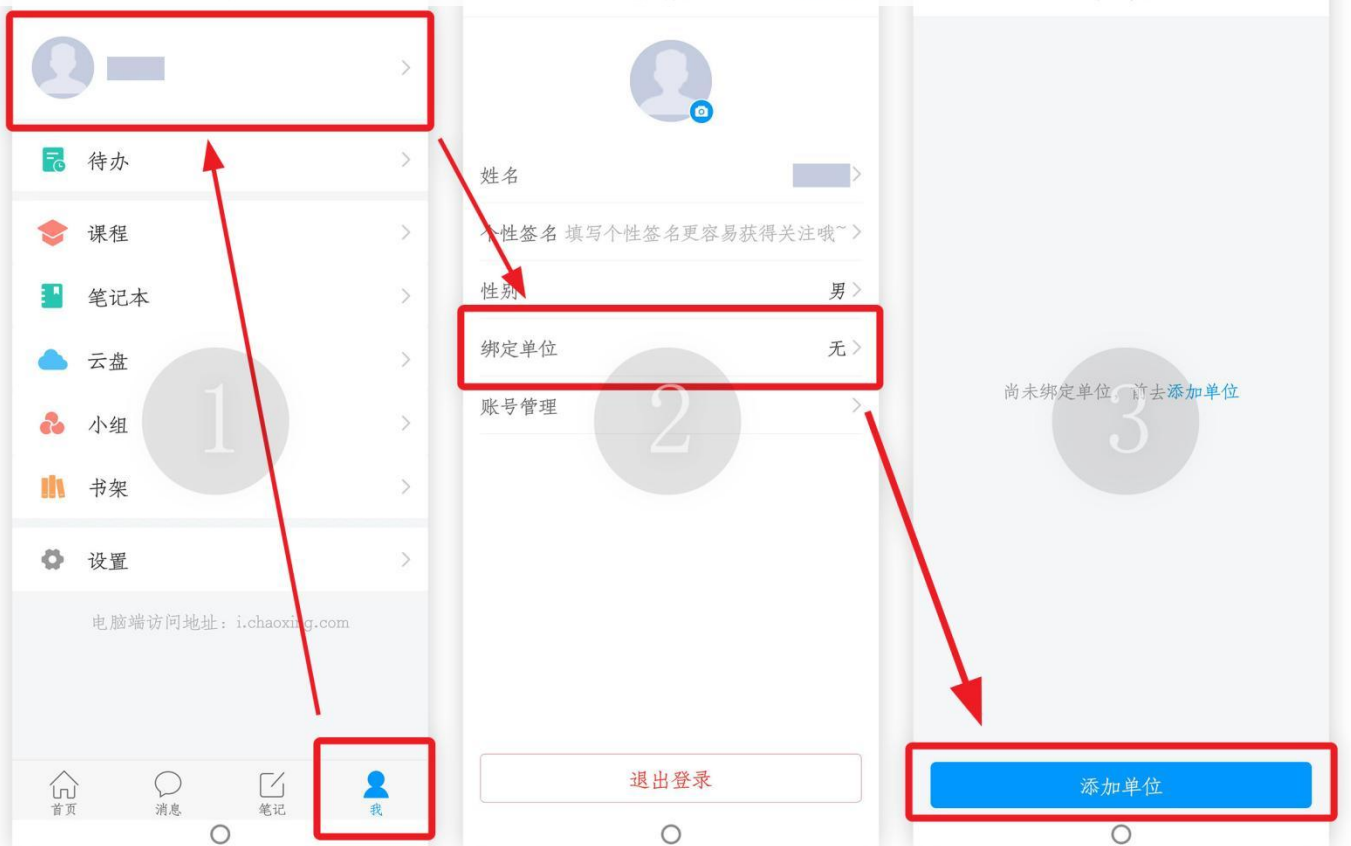 待办
课程
笔记本
云盘
小组
书架
设置
电脑端访问地址：i.chaoxing.com
首页
消息
笔记
我
1
姓名
个性签名 填写个性签名更容易获得关注哦~
性别 男
绑定单位 无
账号管理
2
退出登录
尚未绑定单位，前去添加单位
3
添加单位